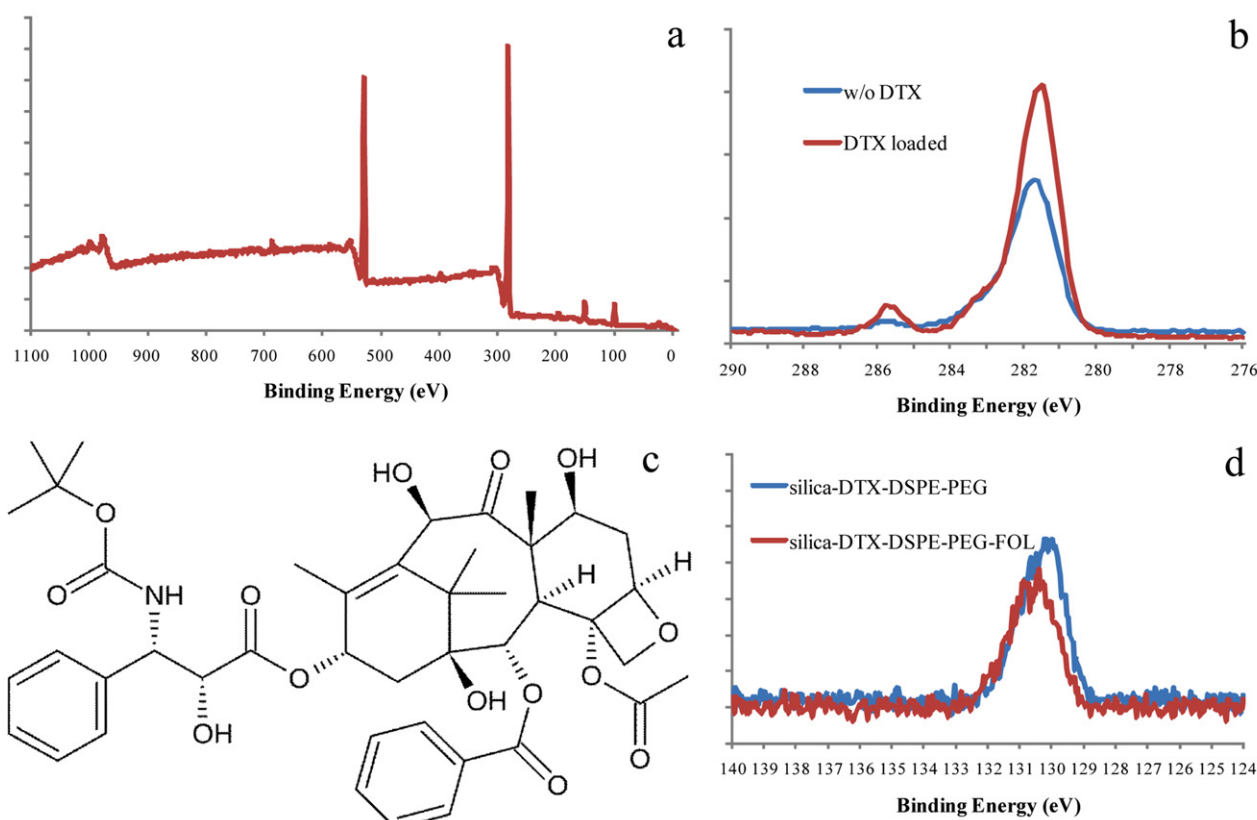 a
1100 1000 900 800 700 600 500 400 300 200 100 0
Binding Energy (eV)
b
w/o DTX
DTX loaded
290 288 286 284 282 280 278 276
Binding Energy (eV)
c
O
O
NH
OH
O
O
HO
O
OH
H
H
O
OH
O
O
O
O
O
d
silica-DTX-DSPE-PEG
silica-DTX-DSPE-PEG-FOL
140 139 138 137 136 135 134 133 132 131 130 129 128 127 126 125 124
Binding Energy (eV)